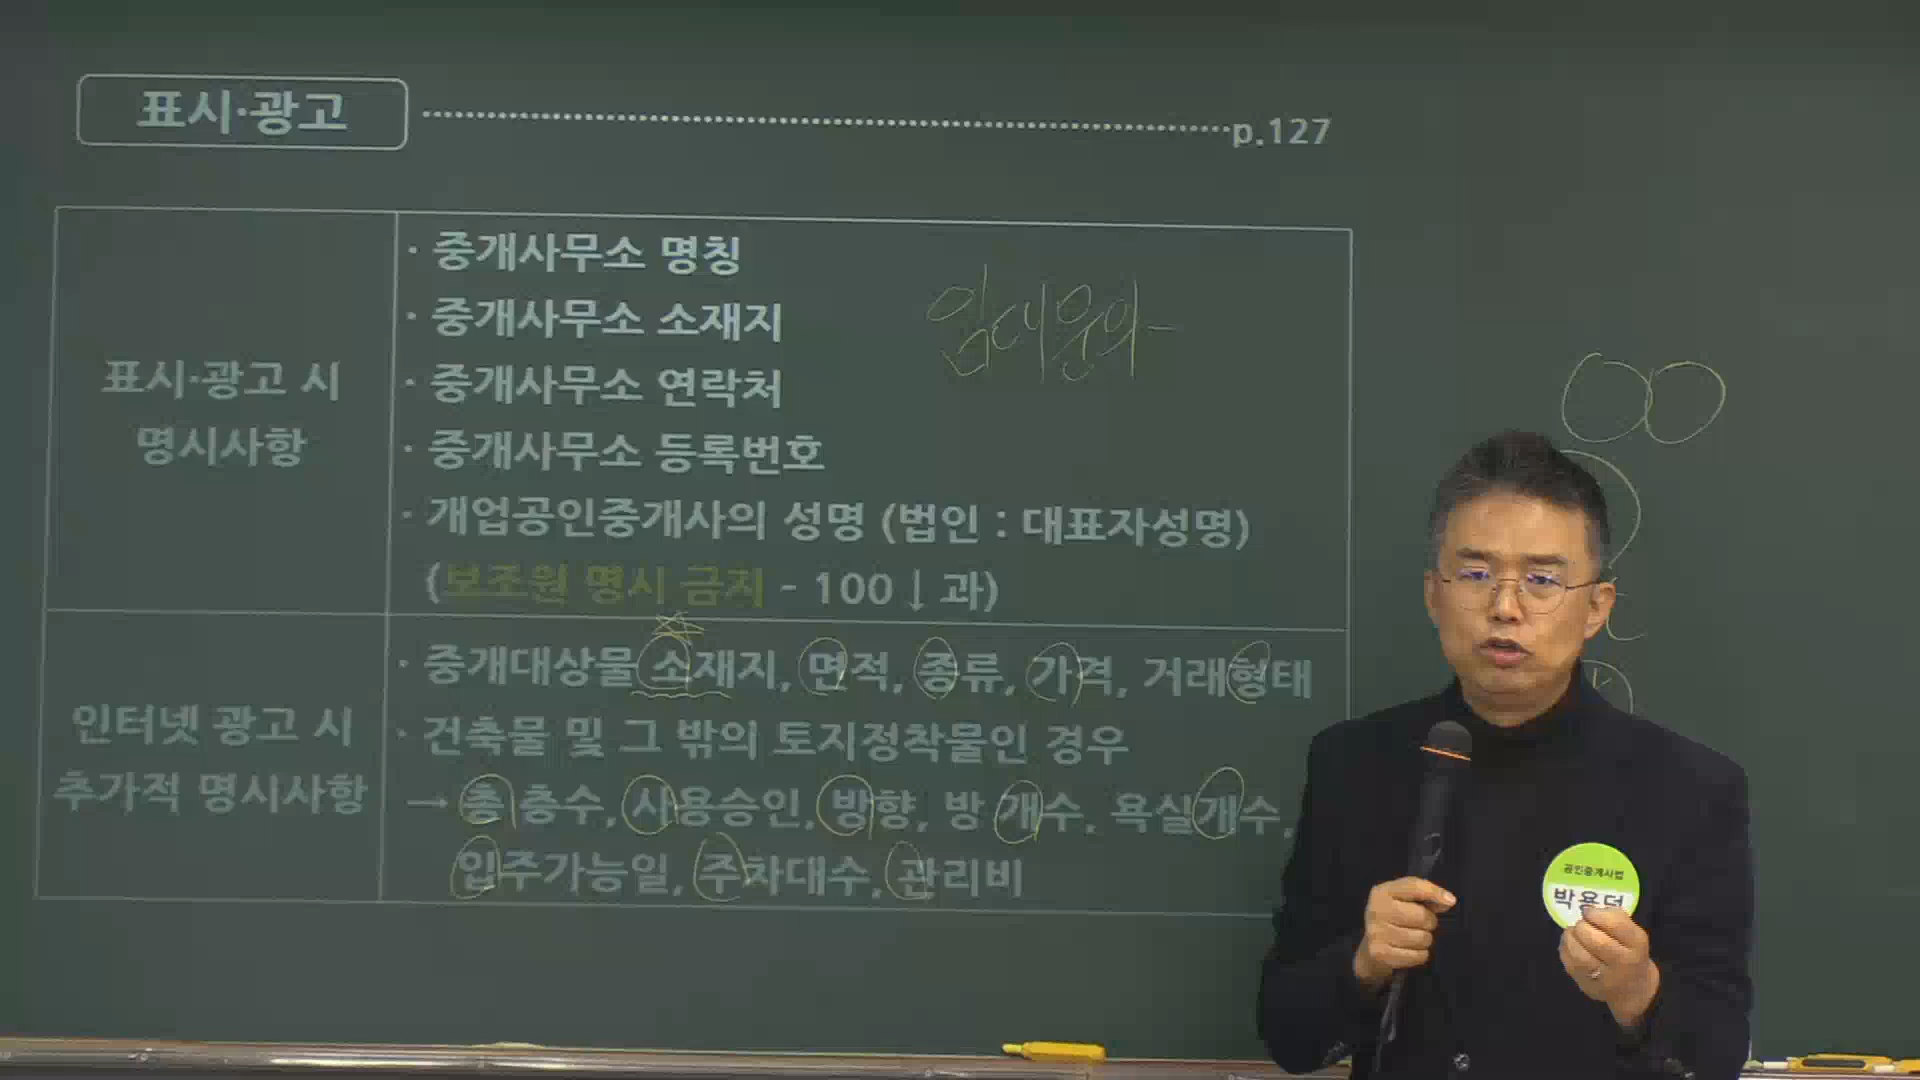 표시·광고
p.127
표시·광고 시
명시사항
· 중개사무소 명칭
· 중개사무소 소재지
· 중개사무소 연락처
· 중개사무소 등록번호
· 개업공인중개사의 성명 (법인 : 대표자성명)
(보조원 명시 금지 - 100↓과)
임대문의
인터넷 광고 시
추가적 명시사항
· 중개대상물 소재지, 면적, 종류, 가격, 거래형태
· 건축물 및 그 밖의 토지정착물인 경우
→ 총 층수, 사용승인, 방향, 방 개수, 욕실개수,
입주가능일, 주차대수, 관리비
공인중개사법
박용덕